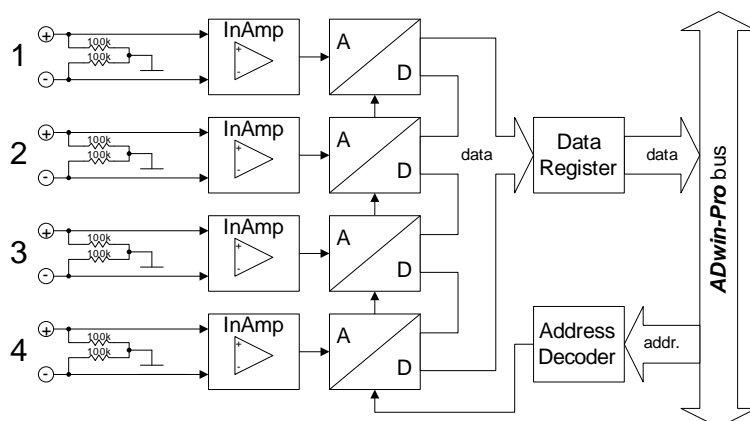 1
+
100k
100k
-
InAmp
+
-
A
D
2
+
100k
100k
-
InAmp
+
-
A
D
3
+
100k
100k
-
InAmp
+
-
A
D
4
+
100k
100k
-
InAmp
+
-
A
D
data
Data
Register
data
Address
Decoder
addr.
ADwin-Pro bus